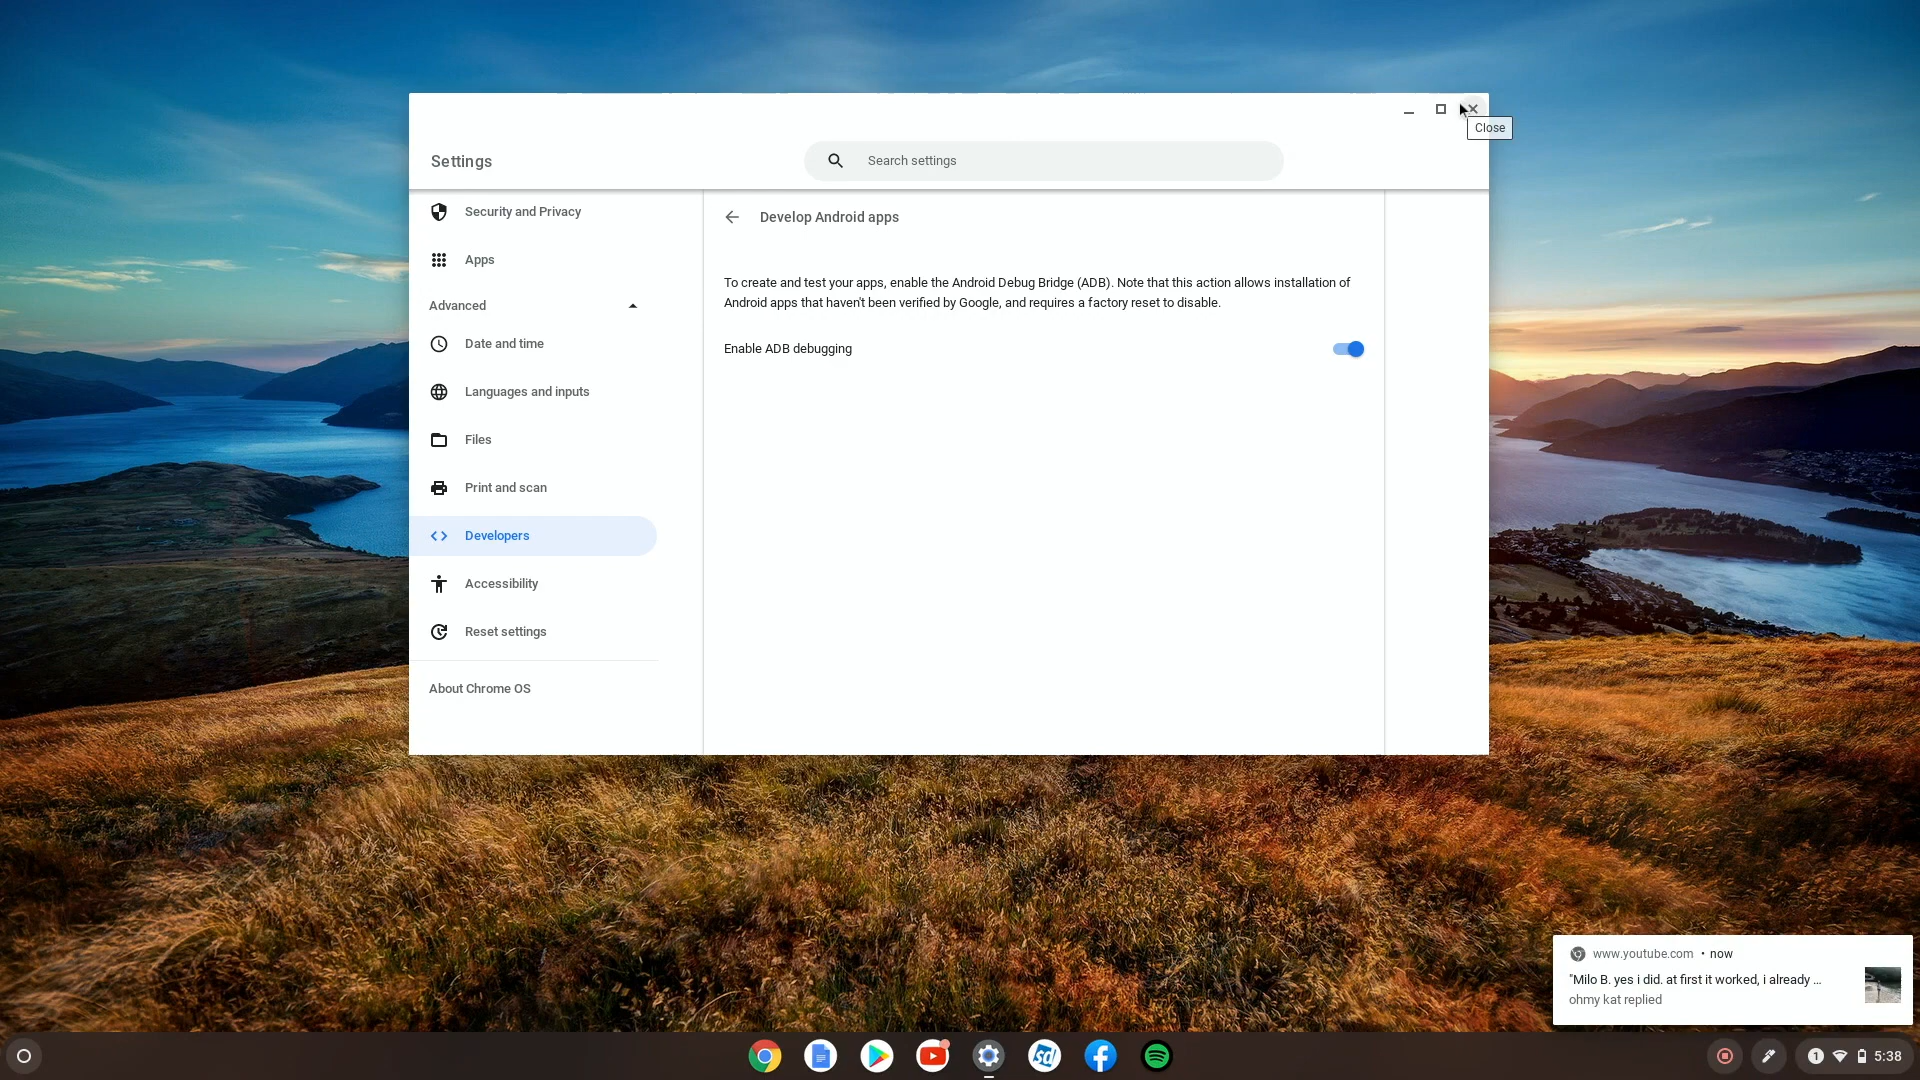 Close
Settings
Search settings
Security and Privacy
Apps
Advanced
Date and time
Languages and inputs
Files
Print and scan
Developers
Accessibility
Reset settings
About Chrome OS
Develop Android apps
To create and test your apps, enable the Android Debug Bridge (ADB). Note that this action allows installation of
Android apps that haven't been verified by Google, and requires a factory reset to disable.
Enable ADB debugging
www.youtube.com • now
"Milo B. yes i did. at first it worked, i already ...
ohmy kat replied
sd
1
5:38